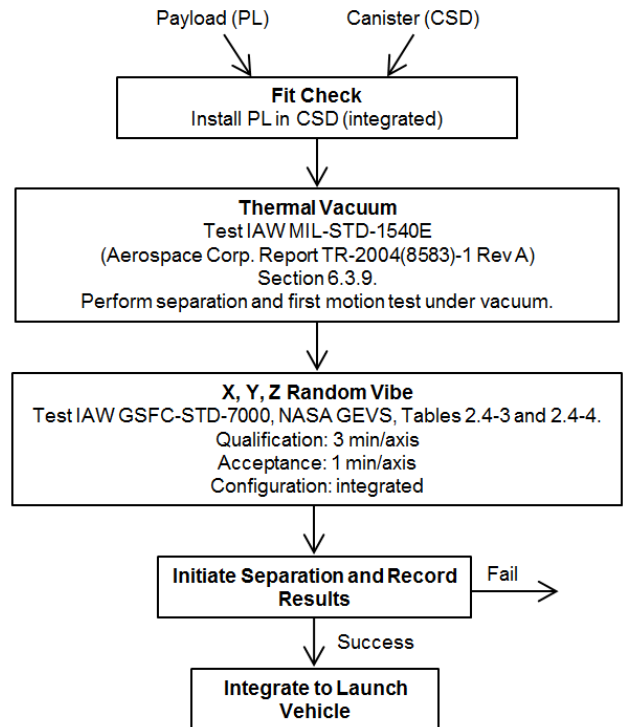 Payload (PL)
Canister (CSD)
Fit Check
Install PL in CSD (integrated)
Thermal Vacuum
Test IAW MIL-STD-1540E
(Aerospace Corp. Report TR-2004(8583)-1 Rev A)
Section 6.3.9.
Perform separation and first motion test under vacuum.
X, Y, Z Random Vibe
Test IAW GSFC-STD-7000, NASA GEVS, Tables 2.4-3 and 2.4-4.
Qualification: 3 min/axis
Acceptance: 1 min/axis
Configuration: integrated
Initiate Separation and Record
Results
Fail
Success
Integrate to Launch
Vehicle